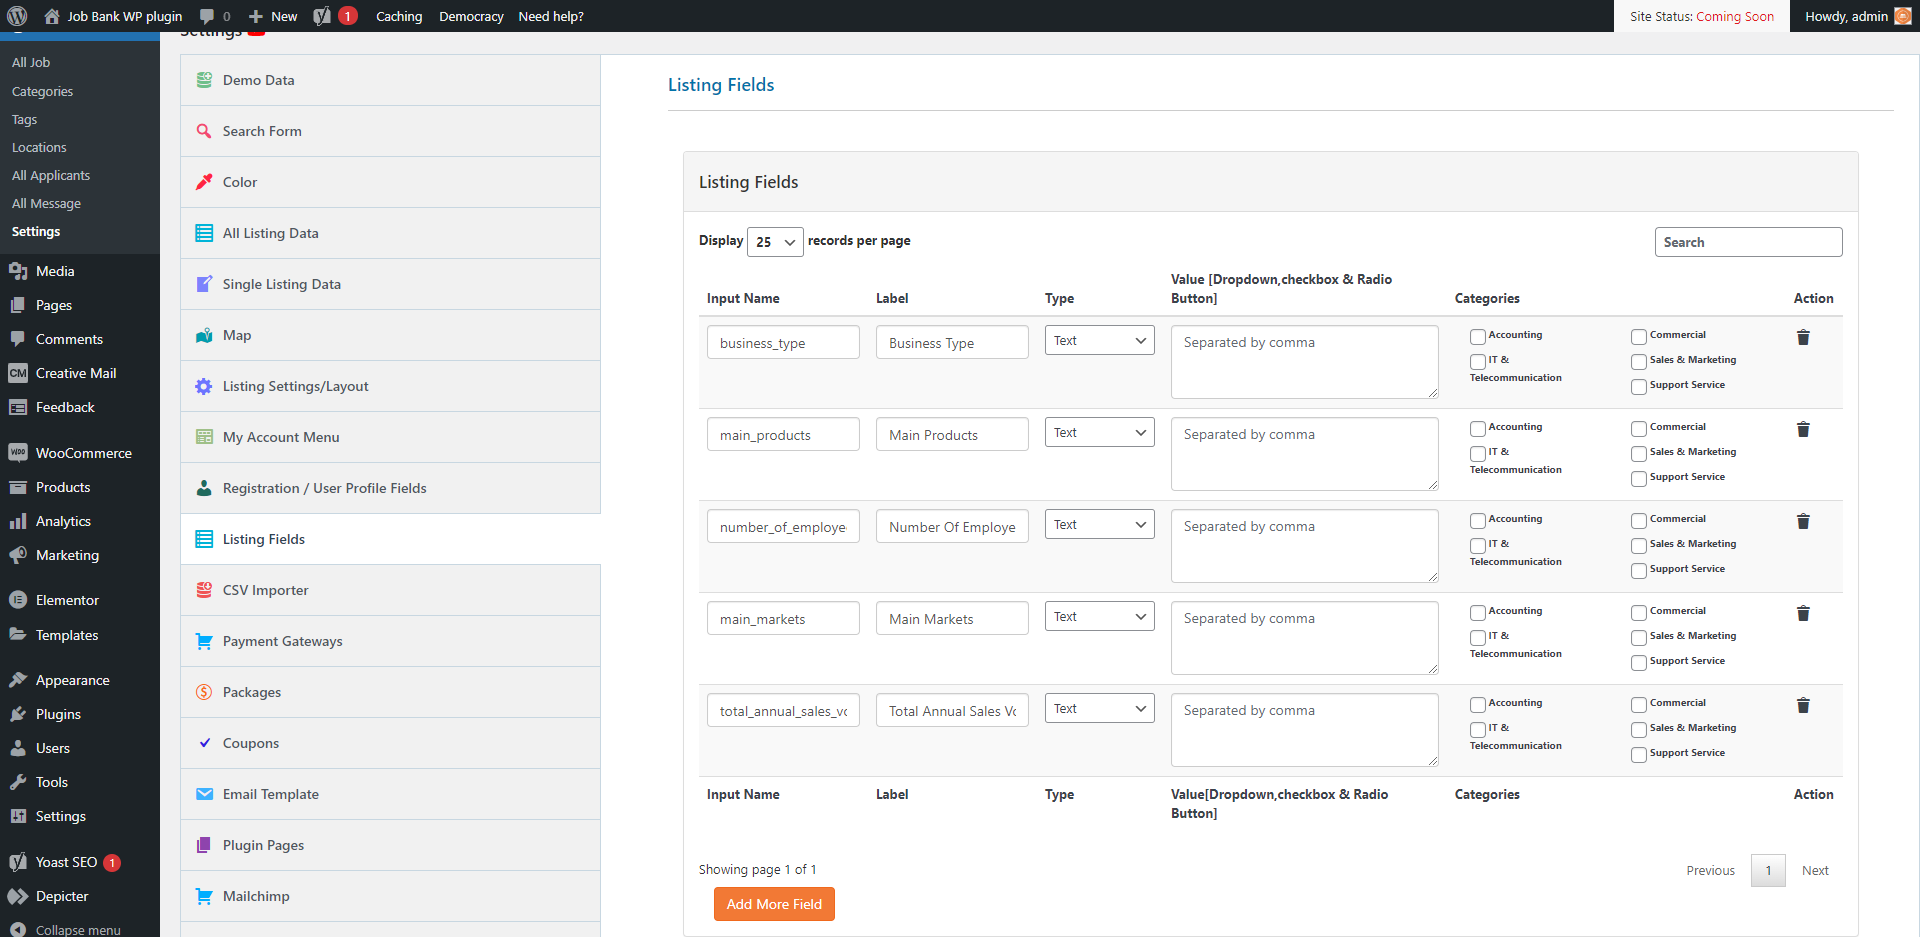 Job Bank WP plugin
0
New
1
Caching
Democracy
Need help?
Site Status: Coming Soon
Howdy, admin
All Job
Categories
Tags
Locations
All Applicants
All Message
Settings
Media
Pages
Comments
CM Creative Mail
Feedback
WooCommerce
Products
Analytics
Marketing
Elementor
Templates
Appearance
Plugins
Users
Tools
Settings
Yoast SEO 1
Depicter
Collapse menu
Settings
Demo Data
Search Form
Color
All Listing Data
Single Listing Data
Map
Listing Settings/Layout
My Account Menu
Registration / User Profile Fields
Listing Fields
CSV Importer
Payment Gateways
Packages
Coupons
Email Template
Plugin Pages
Mailchimp
Listing Fields
Listing Fields
Display 25 records per page
Search
Input Name
Label
Type
Value [Dropdown,checkbox & Radio
Button]
Categories
Action
business_type
Business Type
Text
Separated by comma
Accounting
IT &
Telecommunication
Commercial
Sales & Marketing
Support Service
main_products
Main Products
Text
Separated by comma
Accounting
IT &
Telecommunication
Commercial
Sales & Marketing
Support Service
number_of_employe
Number Of Employe
Text
Separated by comma
Accounting
IT &
Telecommunication
Commercial
Sales & Marketing
Support Service
main_markets
Main Markets
Text
Separated by comma
Accounting
IT &
Telecommunication
Commercial
Sales & Marketing
Support Service
total_annual_sales_vo
Total Annual Sales Vo
Text
Separated by comma
Accounting
IT &
Telecommunication
Commercial
Sales & Marketing
Support Service
Input Name
Label
Type
Value[Dropdown,checkbox & Radio
Button]
Categories
Action
Showing page 1 of 1
Previous
1
Next
Add More Field